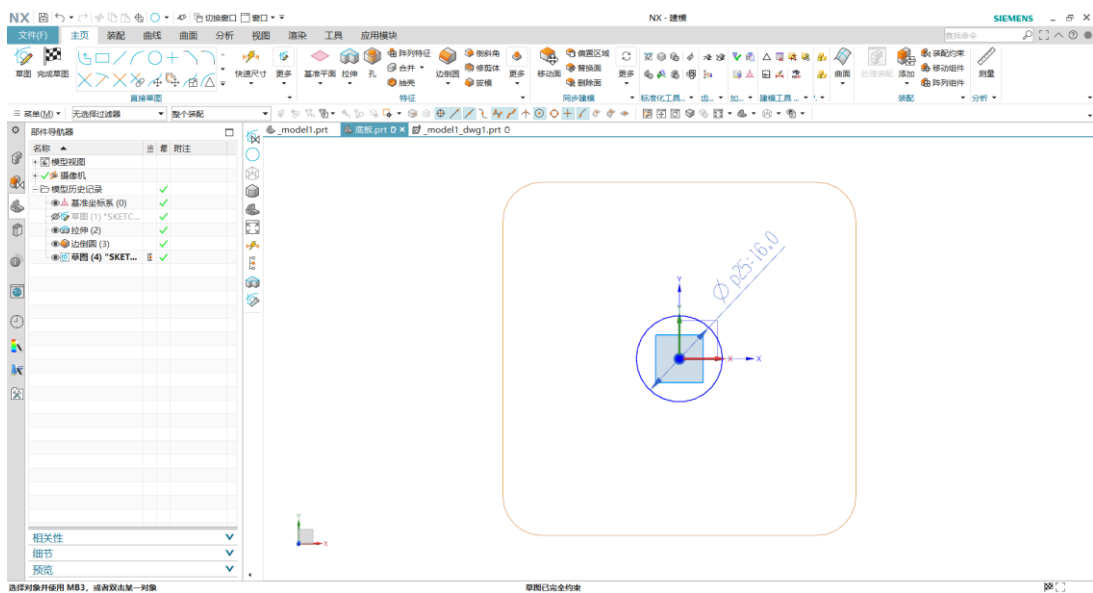 NX 切换窗口 窗口 NX - 建模 SIEMENS
文件(F) 主页 装配 曲线 曲面 分析 视图 渲染 工具 应用模块 查找命令
草图 完成草图 快速尺寸 更多 基准平面 拉伸 孔 阵列特征 合并 抽壳 边倒圆 倒斜角 修剪体 拔模 更多 移动面 偏置区域 替换面 删除面 更多 曲面 处理装配 添加 装配约束 移动组件 阵列组件 测量
直接草图 特征 同步建模 标准化工具... 齿... 加... 建模工具 ... 装配 分析
菜单(M) 无选择过滤器 整个装配
部件导航器
_model1.prt 底板.prt _model1_dwg1.prt
名称 附注
模型视图
摄像机
模型历史记录
基准坐标系 (0)
草图 (1) "SKETC...
拉伸 (2)
边倒圆 (3)
草图 (4) "SKET...
Ø p25:16.0
Y
X X
Y
X
相关性
细节
预览
选择对象并使用 MB3，或者双击某一对象 草图已完全约束